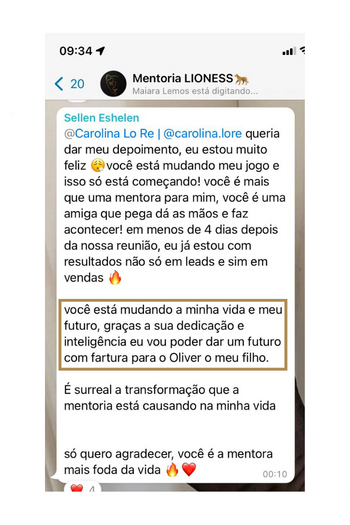 09:34
20
Mentoria LIONESS🐆
Maiara Lemos está digitando...
Sellen Eshelen
@Carolina Lo Re | @carolina.lore queria
dar meu depoimento, eu estou muito
feliz 🥹você está mudando meu jogo e
isso só está começando! você é mais
que uma mentora para mim, você é uma
amiga que pega dá as mãos e faz
acontecer! em menos de 4 dias depois
da nossa reunião, eu já estou com
resultados não só em leads e sim em
vendas 🔥
você está mudando a minha vida e meu
futuro, graças a sua dedicação e
inteligência eu vou poder dar um futuro
com fartura para o Oliver o meu filho.
É surreal a transformação que a
mentoria está causando na minha vida
só quero agradecer, você é a mentora
mais foda da vida 🔥❤️
00:10
❤️ 4